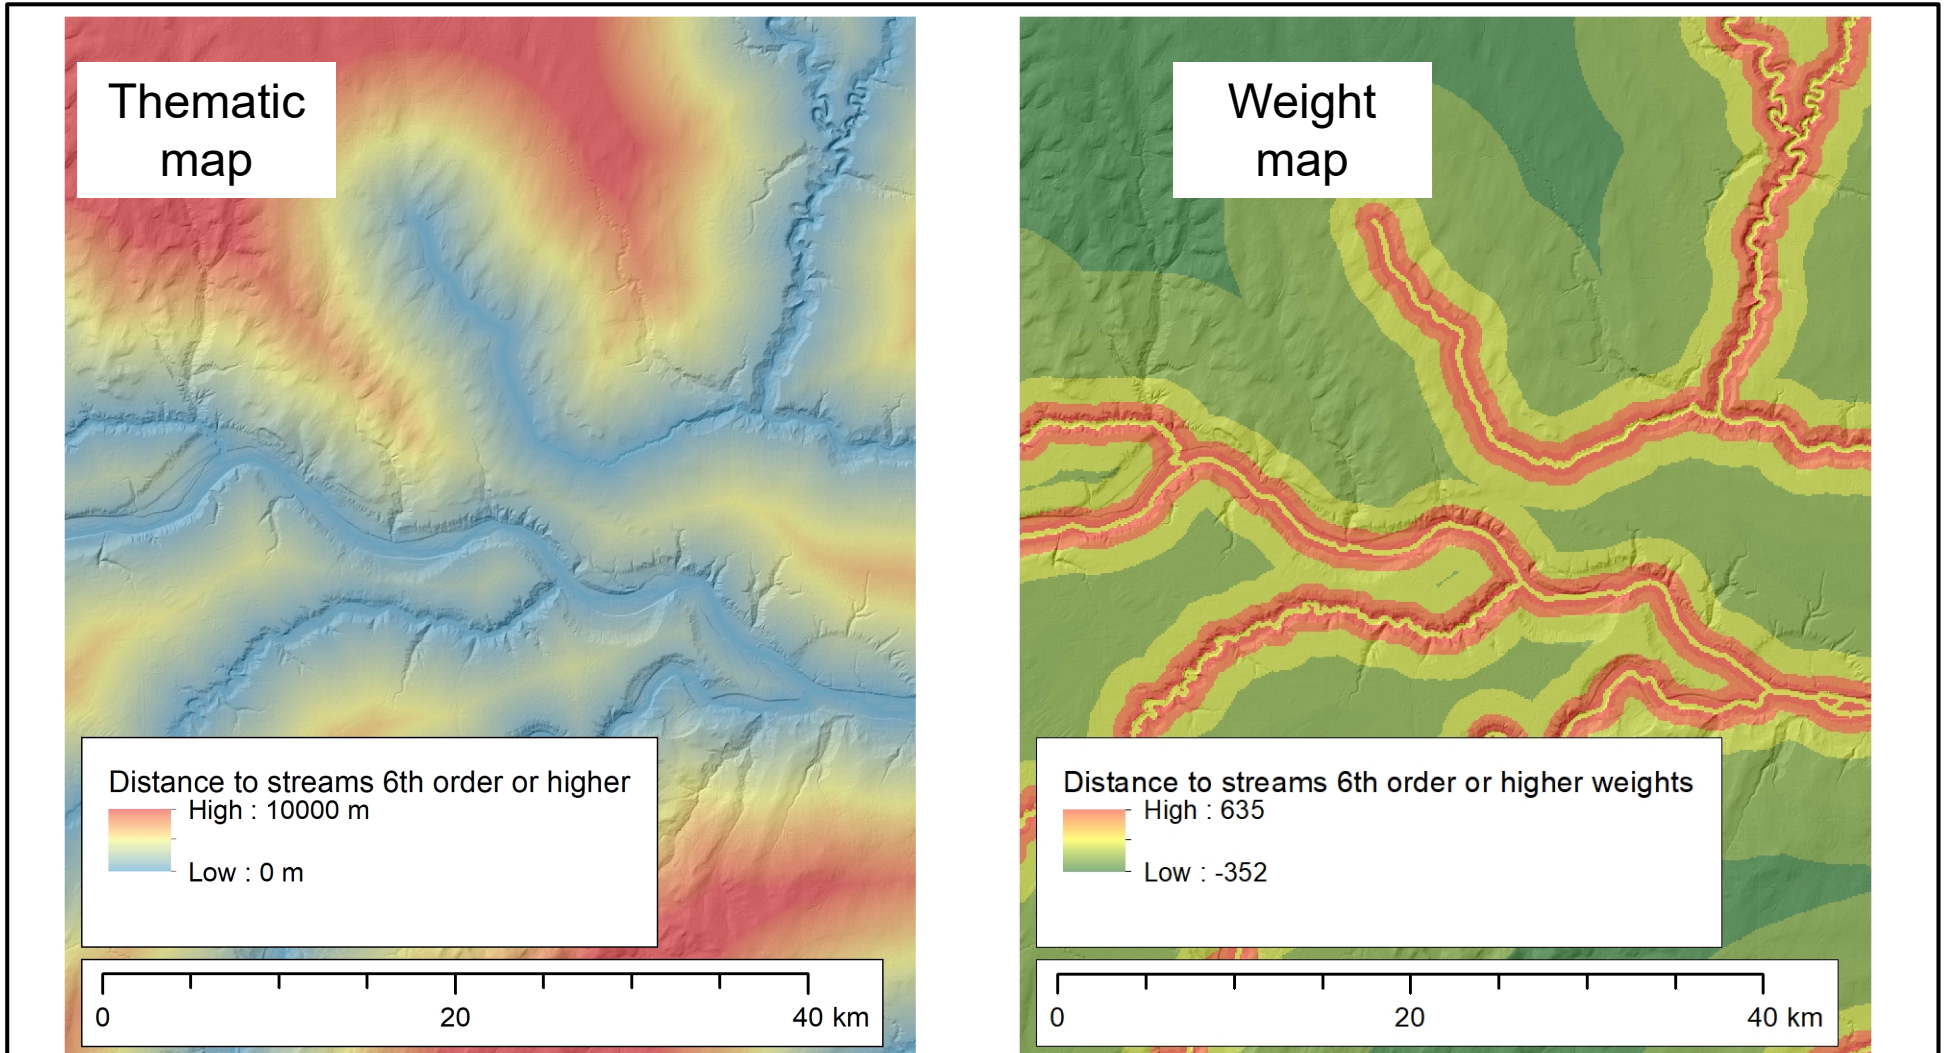 Thematic
map
Distance to streams 6th order or higher
High : 10000 m
Low : 0 m
0 20 40 km
Weight
map
Distance to streams 6th order or higher weights
High : 635
Low : -352
0 20 40 km